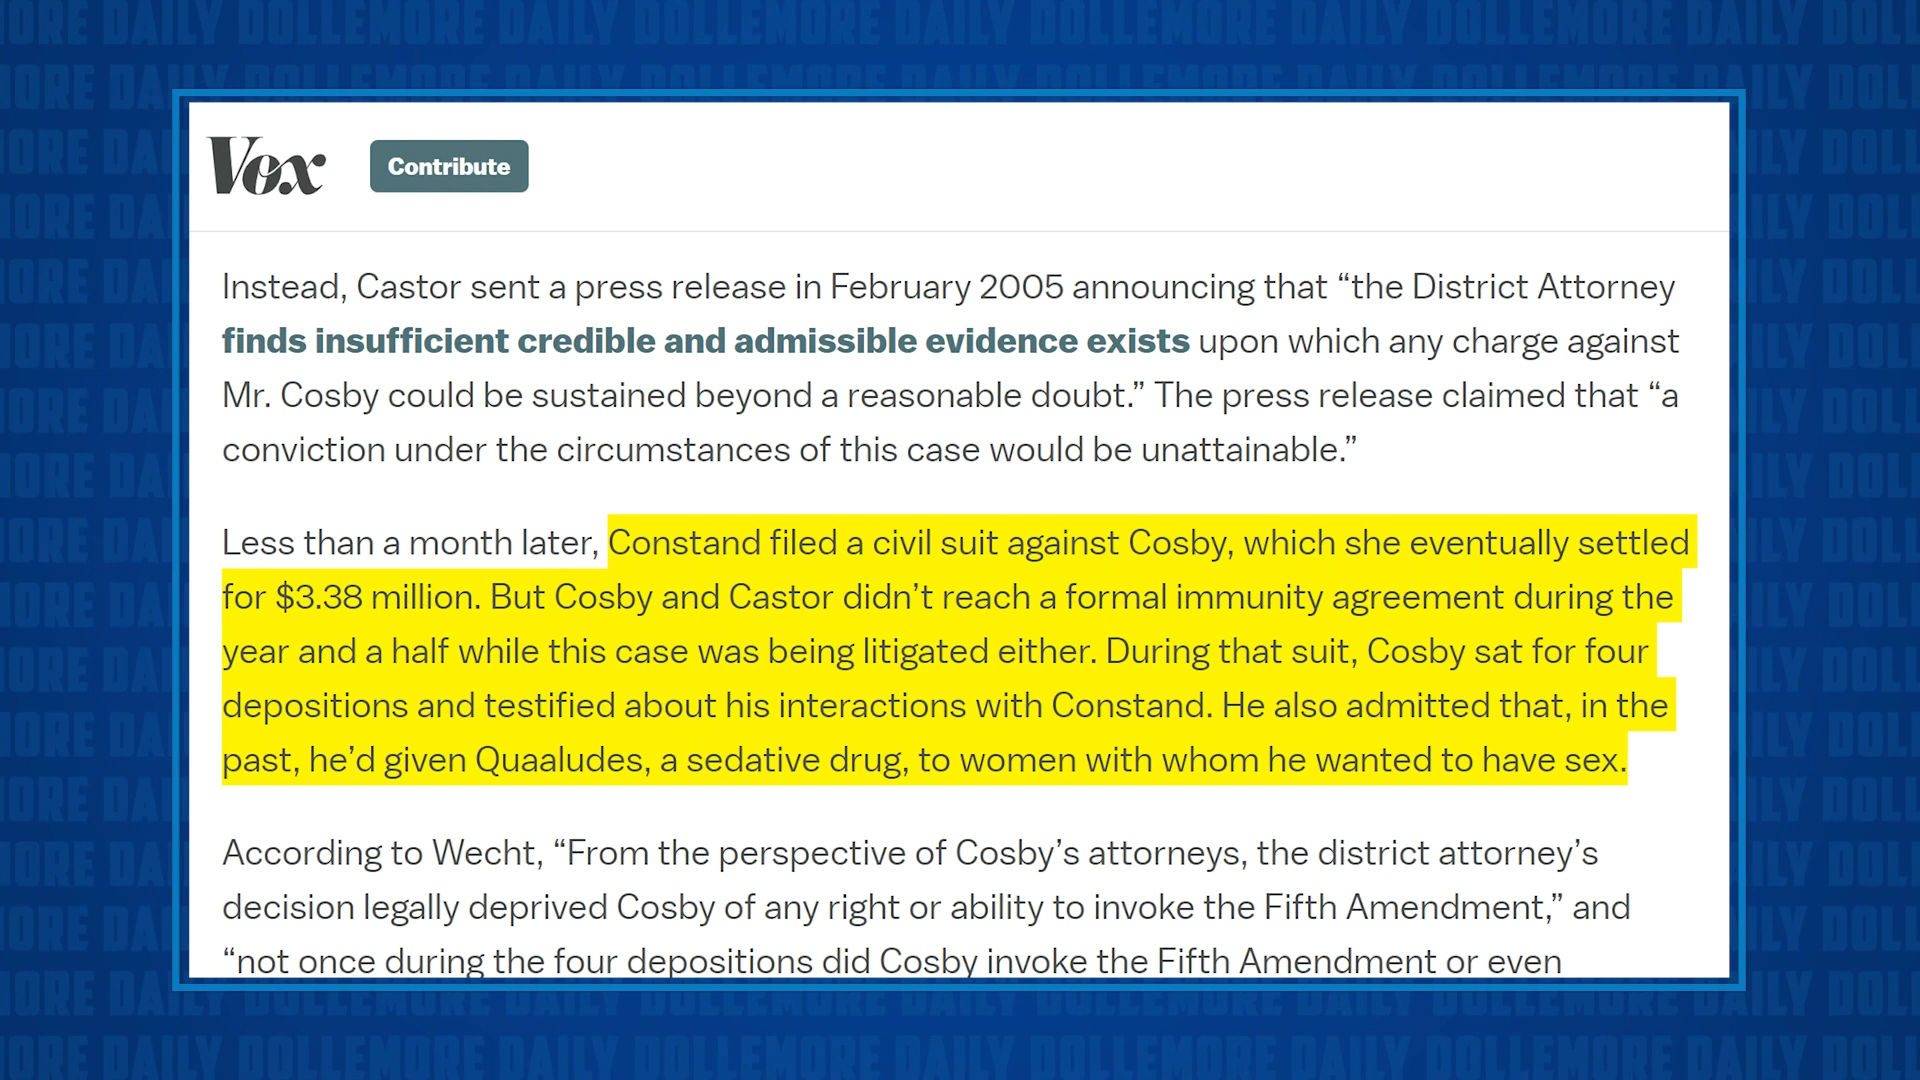 Vox
Contribute
Instead, Castor sent a press release in February 2005 announcing that “the District Attorney
finds insufficient credible and admissible evidence exists upon which any charge against
Mr. Cosby could be sustained beyond a reasonable doubt.” The press release claimed that “a
conviction under the circumstances of this case would be unattainable.”
Less than a month later, Constand filed a civil suit against Cosby, which she eventually settled
for $3.38 million. But Cosby and Castor didn’t reach a formal immunity agreement during the
year and a half while this case was being litigated either. During that suit, Cosby sat for four
depositions and testified about his interactions with Constand. He also admitted that, in the
past, he’d given Quaaludes, a sedative drug, to women with whom he wanted to have sex.
According to Wecht, “From the perspective of Cosby’s attorneys, the district attorney’s
decision legally deprived Cosby of any right or ability to invoke the Fifth Amendment,” and
“not once during the four depositions did Cosby invoke the Fifth Amendment or even